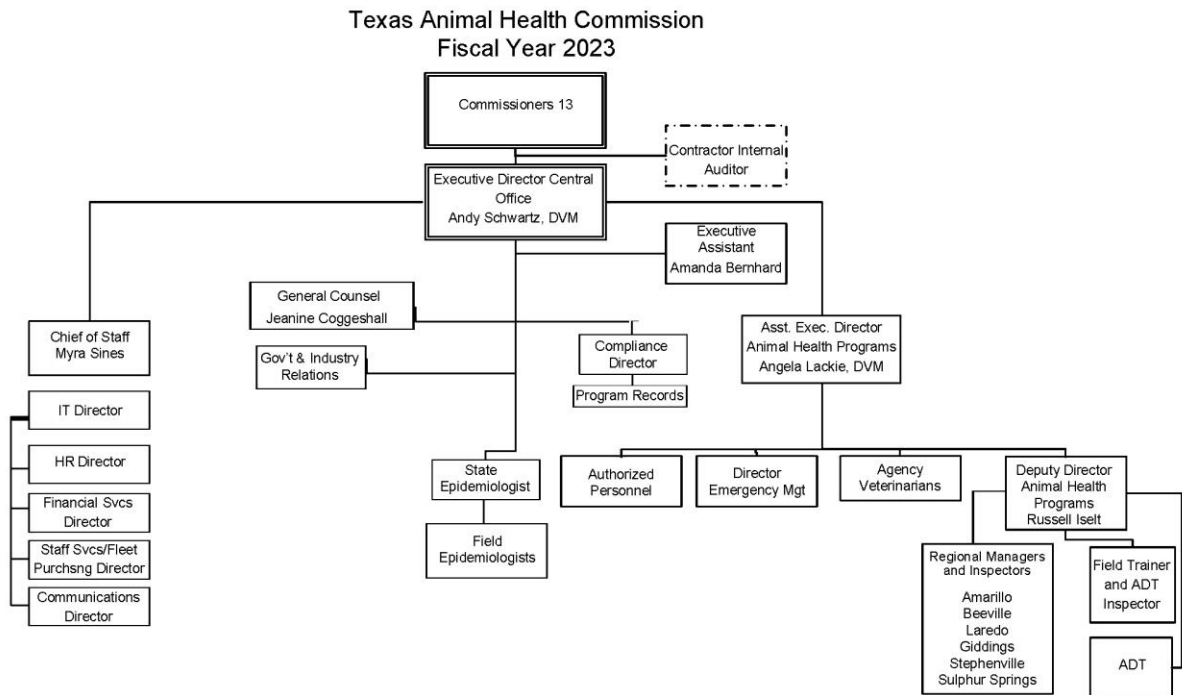 Texas Animal Health Commission
Fiscal Year 2023
Commissioners 13
Contractor Internal
Auditor
Executive Director Central
Office
Andy Schwartz, DVM
Executive
Assistant
Amanda Bernhard
General Counsel
Jeanine Coggeshall
Chief of Staff
Myra Sines
Gov't & Industry
Relations
Compliance
Director
Program Records
Asst. Exec. Director
Animal Health Programs
Angela Lackie, DVM
IT Director
HR Director
Financial Svcs
Director
Staff Svcs/Fleet
Purchsng Director
Communications
Director
State
Epidemiologist
Field
Epidemiologists
Authorized
Personnel
Director
Emergency Mgt
Agency
Veterinarians
Deputy Director
Animal Health
Programs
Russell Iselt
Regional Managers
and Inspectors
Amarillo
Beeville
Laredo
Giddings
Stephenville
Sulphur Springs
Field Trainer
and ADT
Inspector
ADT